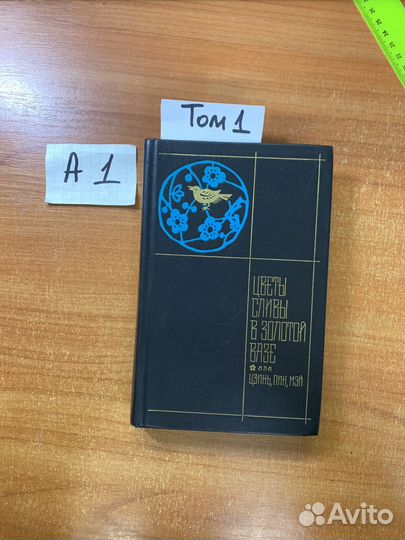 Том 1
А 1
ЦВЕТЫ
СЛИВЫ
В ЗОЛОТОЙ
ВАЗЕ
ИЛИ
ЦЗИНЬ, ПИН, МЭЙ
Avito